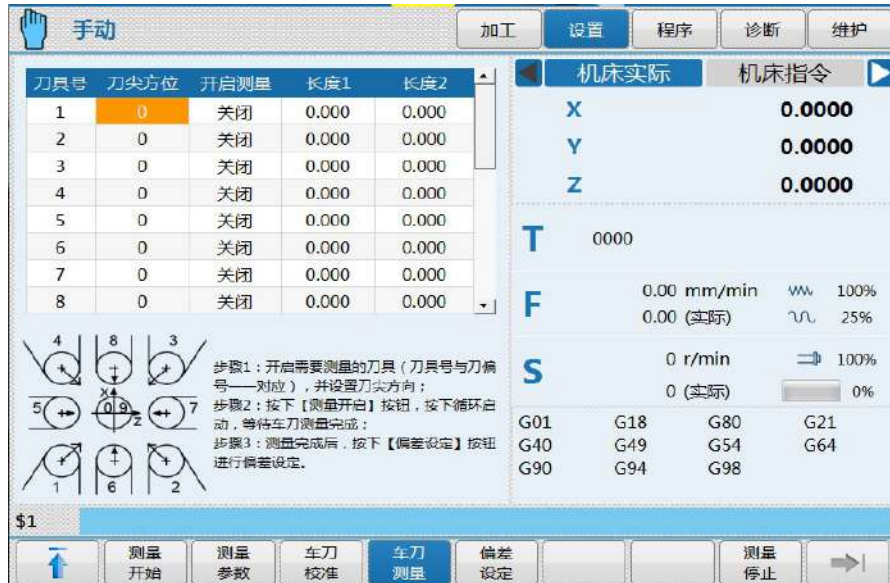 手动
加工 设置 程序 诊断 维护
刀具号 刀尖方位 开启测量 长度1 长度2
1 0 关闭 0.000 0.000
2 0 关闭 0.000 0.000
3 0 关闭 0.000 0.000
4 0 关闭 0.000 0.000
5 0 关闭 0.000 0.000
6 0 关闭 0.000 0.000
7 0 关闭 0.000 0.000
8 0 关闭 0.000 0.000
4 8 3
5 X 0 9 Z 7
1 6 2
步骤1：开启需要测量的刀具（刀具号与刀偏
号一一对应），并设置刀尖方向；
步骤2：按下【测量开启】按钮，按下循环启
动，等待车刀测量完成；
步骤3：测量完成后，按下【偏差设定】按钮
进行偏差设定。
机床实际 机床指令
X 0.0000
Y 0.0000
Z 0.0000
T 0000
F 0.00 mm/min 100%
0.00 (实际) 25%
S 0 r/min 100%
0 (实际) 0%
G01 G18 G80 G21
G40 G49 G54 G64
G90 G94 G98
$1
测量开始 测量参数 车刀校准 车刀测量 偏差设定 测量停止